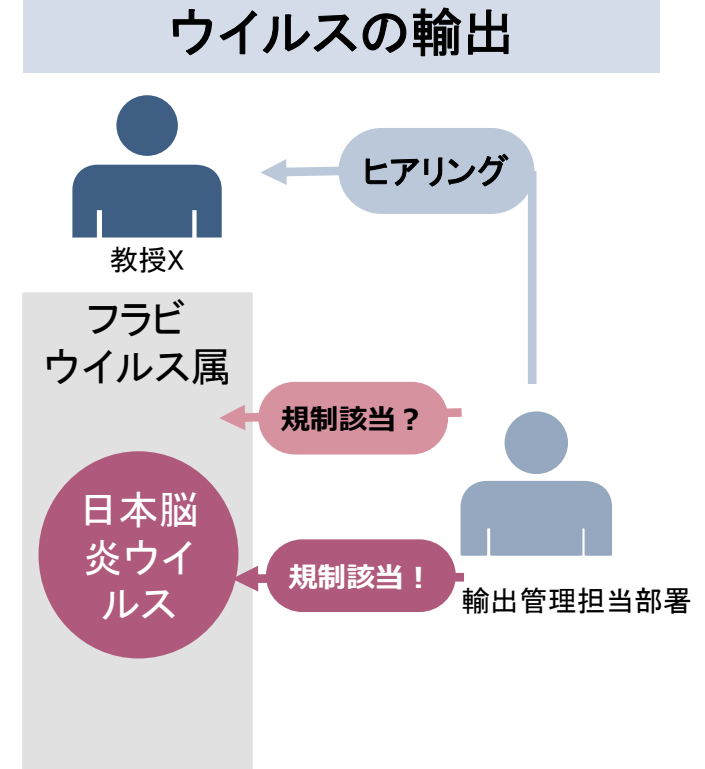 ウイルスの輸出
ヒアリング
教授X
フラビ
ウイルス属
規制該当？
日本脳
炎ウイ
ルス
規制該当！
輸出管理担当部署